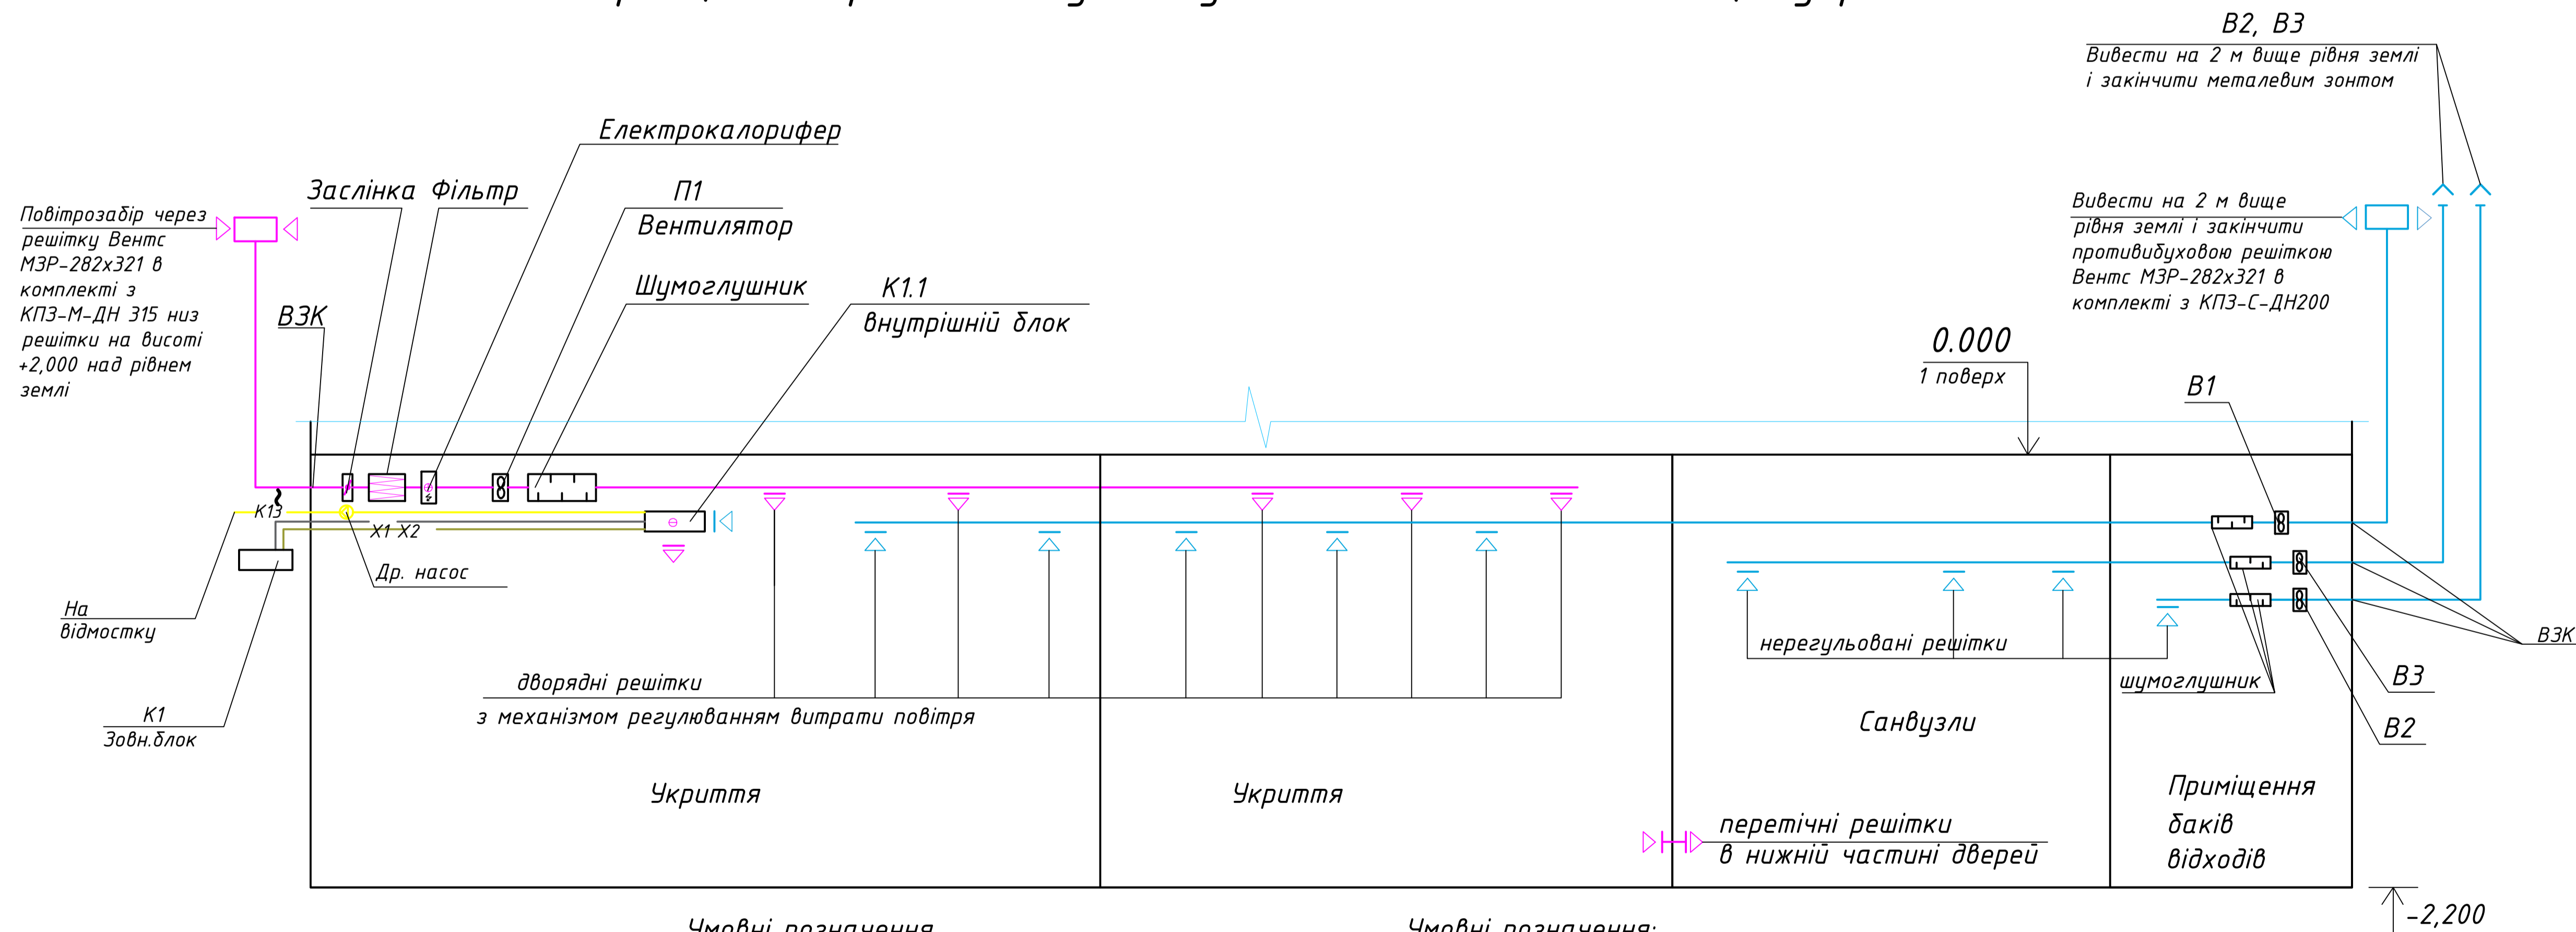 В2, В3
Вивести на 2 м вище рівня землі
і закінчити металевим зонтом
Електрокалорифер
Заслінка Фільтр
П1
Вентилятор
Повітрозабір через
решітку Вентс
МЗР-282х321 в
комплекті з
КПЗ-М-ДН 315 низ
решітки на висоті
+2,000 над рівнем
землі
Вивести на 2 м вище
рівня землі і закінчити
противибуховою решіткою
Вентс МЗР-282х321 в
комплекті з КПЗ-С-ДН200
Шумоглушник
К1.1
внутрішній блок
ВЗК
0.000
1 поверх
В1
К13
Х1 Х2
Др. насос
На
відмостку
К1
Зовн.блок
дворядні решітки
з механізмом регулюванням витрати повітря
нерегульовані решітки
шумоглушник
ВЗК
В3
В2
Санвузли
Укриття
Укриття
Приміщення
баків
відходів
перетічні решітки
в нижній частині дверей
-2,200
Умовні позначення
Умовні позначення: